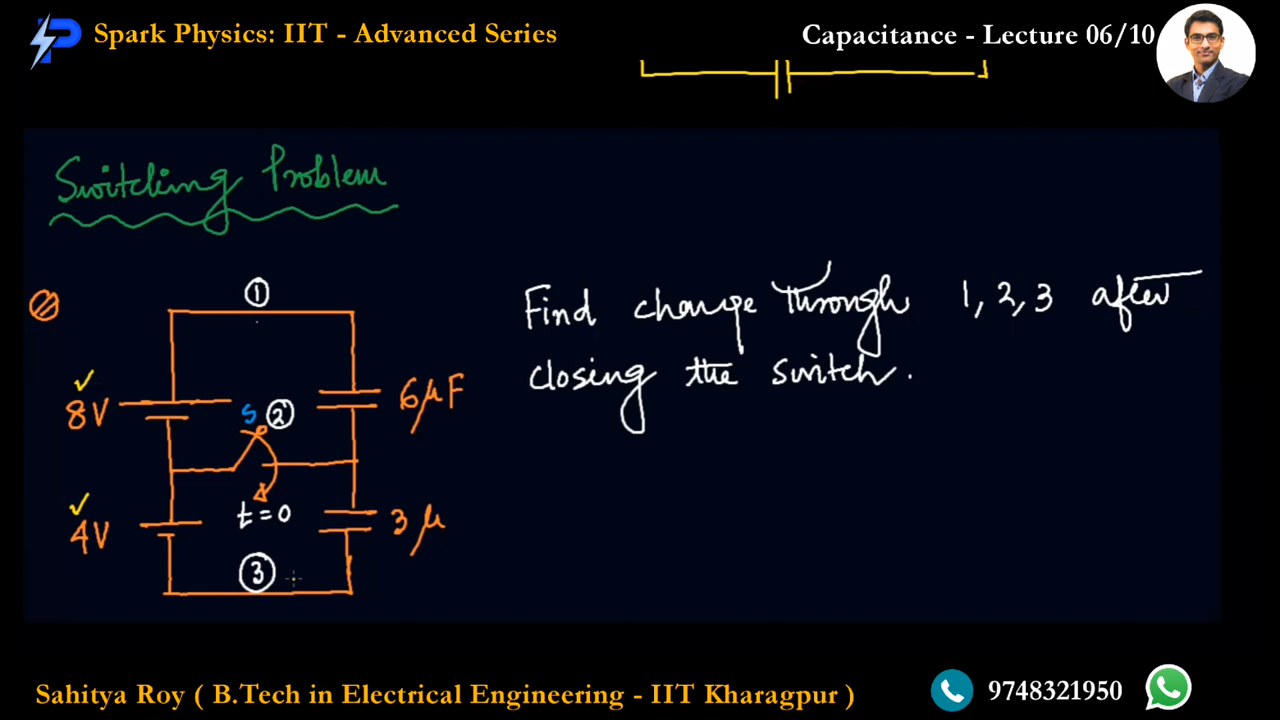 Spark Physics: IIT - Advanced Series
Capacitance - Lecture 06/10
Switching Problem
Find charge through 1, 2, 3 after
closing the switch.
1
8V
S 2
6μF
4V
t=0
3μ
3
Sahitya Roy ( B.Tech in Electrical Engineering - IIT Kharagpur )
9748321950